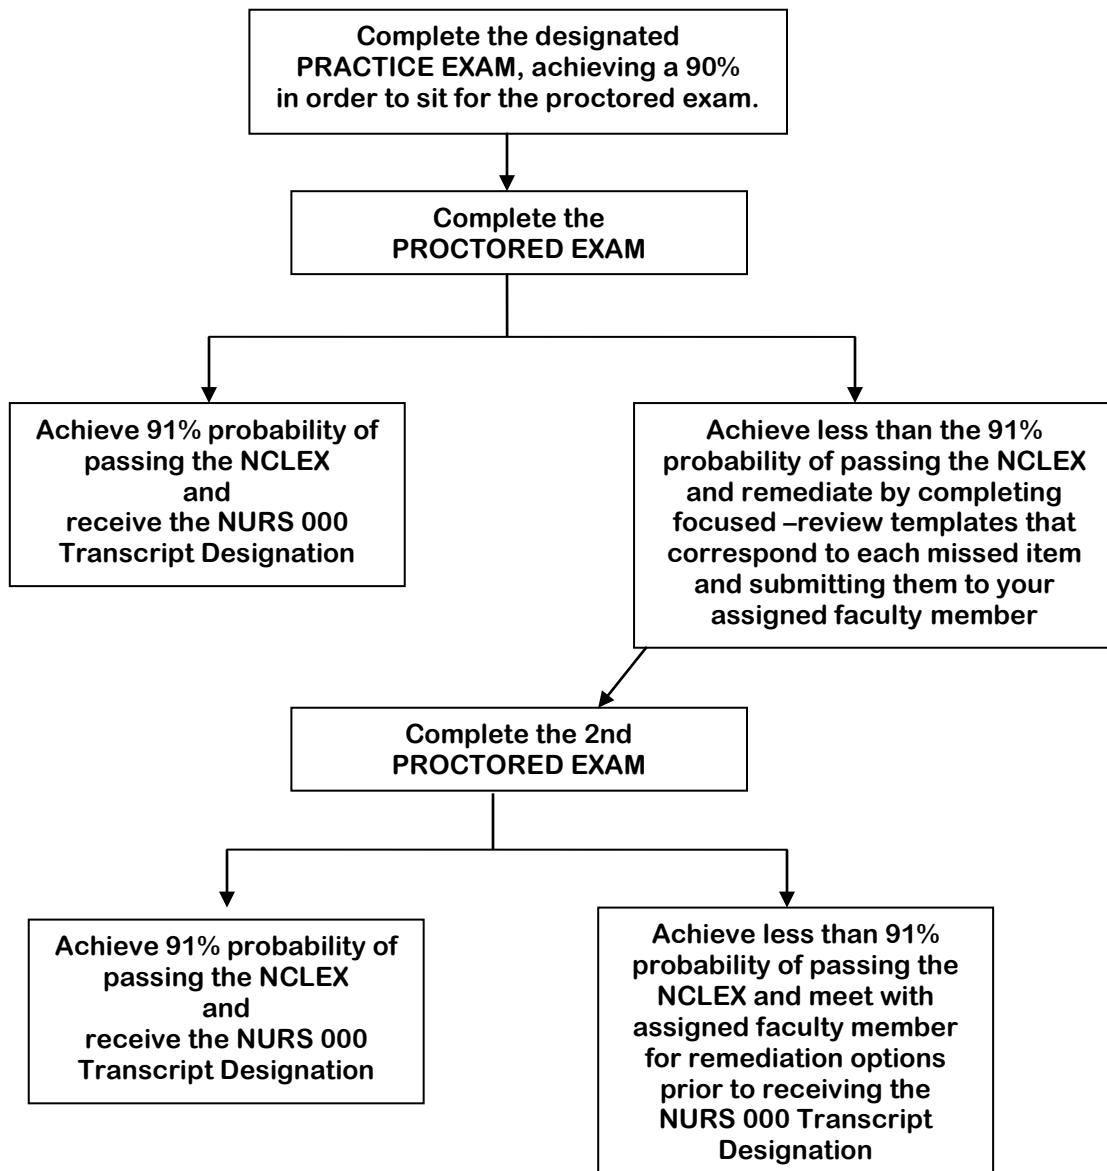 Complete the designated
PRACTICE EXAM, achieving a 90%
in order to sit for the proctored exam.
Complete the
PROCTORED EXAM
Achieve 91% probability of
passing the NCLEX
and
receive the NURS 000
Transcript Designation
Achieve less than the 91%
probability of passing the NCLEX
and remediate by completing
focused –review templates that
correspond to each missed item
and submitting them to your
assigned faculty member
Complete the 2nd
PROCTORED EXAM
Achieve 91% probability of
passing the NCLEX
and
receive the NURS 000
Transcript Designation
Achieve less than 91%
probability of passing the
NCLEX and meet with
assigned faculty member
for remediation options
prior to receiving the
NURS 000 Transcript
Designation